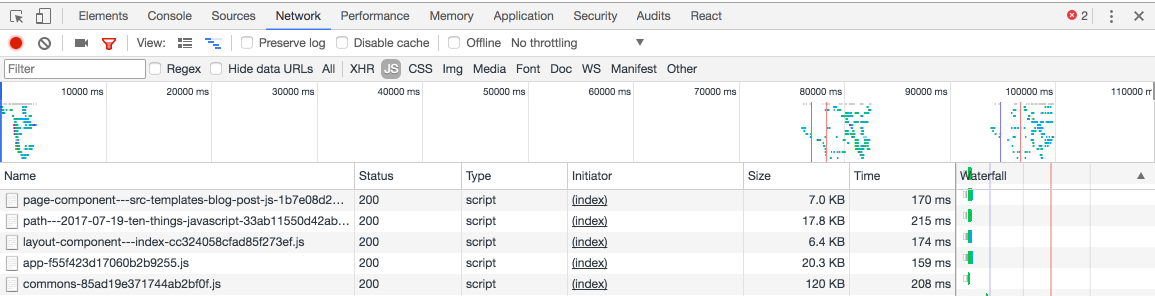 Elements Console Sources Network Performance Memory Application Security Audits React 2
View: Preserve log Disable cache Offline No throttling
Filter Regex Hide data URLs All XHR JS CSS Img Media Font Doc WS Manifest Other
10000 ms 20000 ms 30000 ms 40000 ms 50000 ms 60000 ms 70000 ms 80000 ms 90000 ms 100000 ms 110000 m
Name Status Type Initiator Size Time Waterfall
page-component---src-templates-blog-post-js-1b7e08d2... 200 script (index) 7.0 KB 170 ms
path---2017-07-19-ten-things-javascript-33ab11550d42ab... 200 script (index) 17.8 KB 215 ms
layout-component---index-cc324058cfad85f273ef.js 200 script (index) 6.4 KB 174 ms
app-f55f423d17060b2b9255.js 200 script (index) 20.3 KB 159 ms
commons-85ad19e371744ab2bf0f.js 200 script (index) 120 KB 208 ms